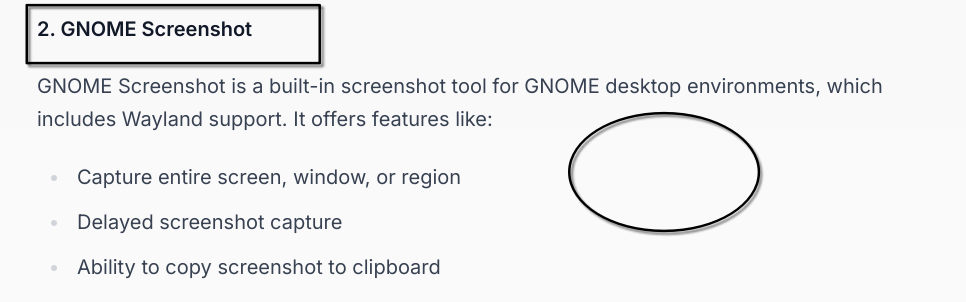 2. GNOME Screenshot
GNOME Screenshot is a built-in screenshot tool for GNOME desktop environments, which
includes Wayland support. It offers features like:
Capture entire screen, window, or region
Delayed screenshot capture
Ability to copy screenshot to clipboard